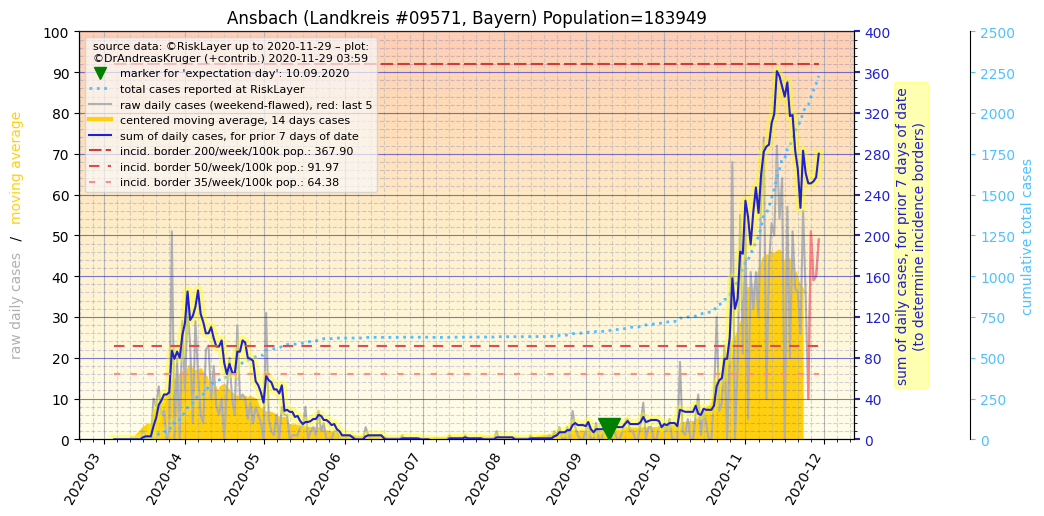 Ansbach (Landkreis #09571, Bayern) Population=183949
source data: ©RiskLayer up to 2020-11-29 – plot:
©DrAndreasKruger (+contrib.) 2020-11-29 03:59
marker for 'expectation day': 10.09.2020
total cases reported at RiskLayer
raw daily cases (weekend-flawed), red: last 5
centered moving average, 14 days cases
sum of daily cases, for prior 7 days of date
incid. border 200/week/100k pop.: 367.90
incid. border 50/week/100k pop.: 91.97
incid. border 35/week/100k pop.: 64.38
raw daily cases / moving average
100
90
80
70
60
50
40
30
20
10
0
2020-03
2020-04
2020-05
2020-06
2020-07
2020-08
2020-09
2020-10
2020-11
2020-12
400
360
320
280
240
200
160
120
80
40
0
sum of daily cases, for prior 7 days of date
(to determine incidence borders)
2500
2250
2000
1750
1500
1250
1000
750
500
250
0
cumulative total cases